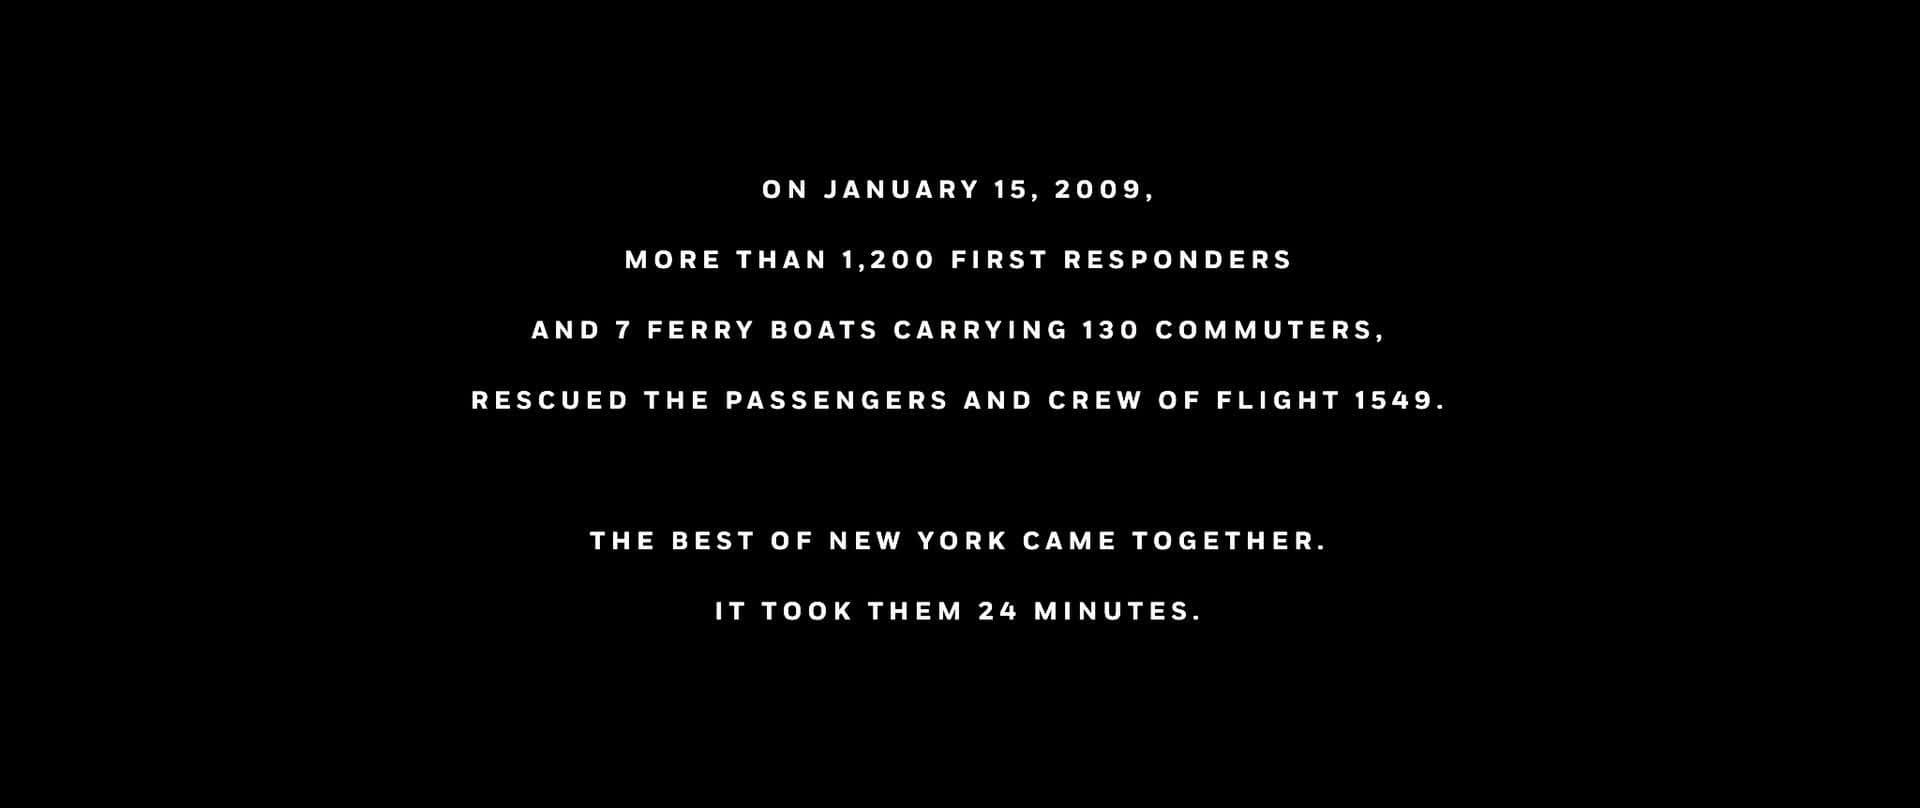 ON JANUARY 15, 2009,
MORE THAN 1,200 FIRST RESPONDERS
AND 7 FERRY BOATS CARRYING 130 COMMUTERS,
RESCUED THE PASSENGERS AND CREW OF FLIGHT 1549.
THE BEST OF NEW YORK CAME TOGETHER.
IT TOOK THEM 24 MINUTES.